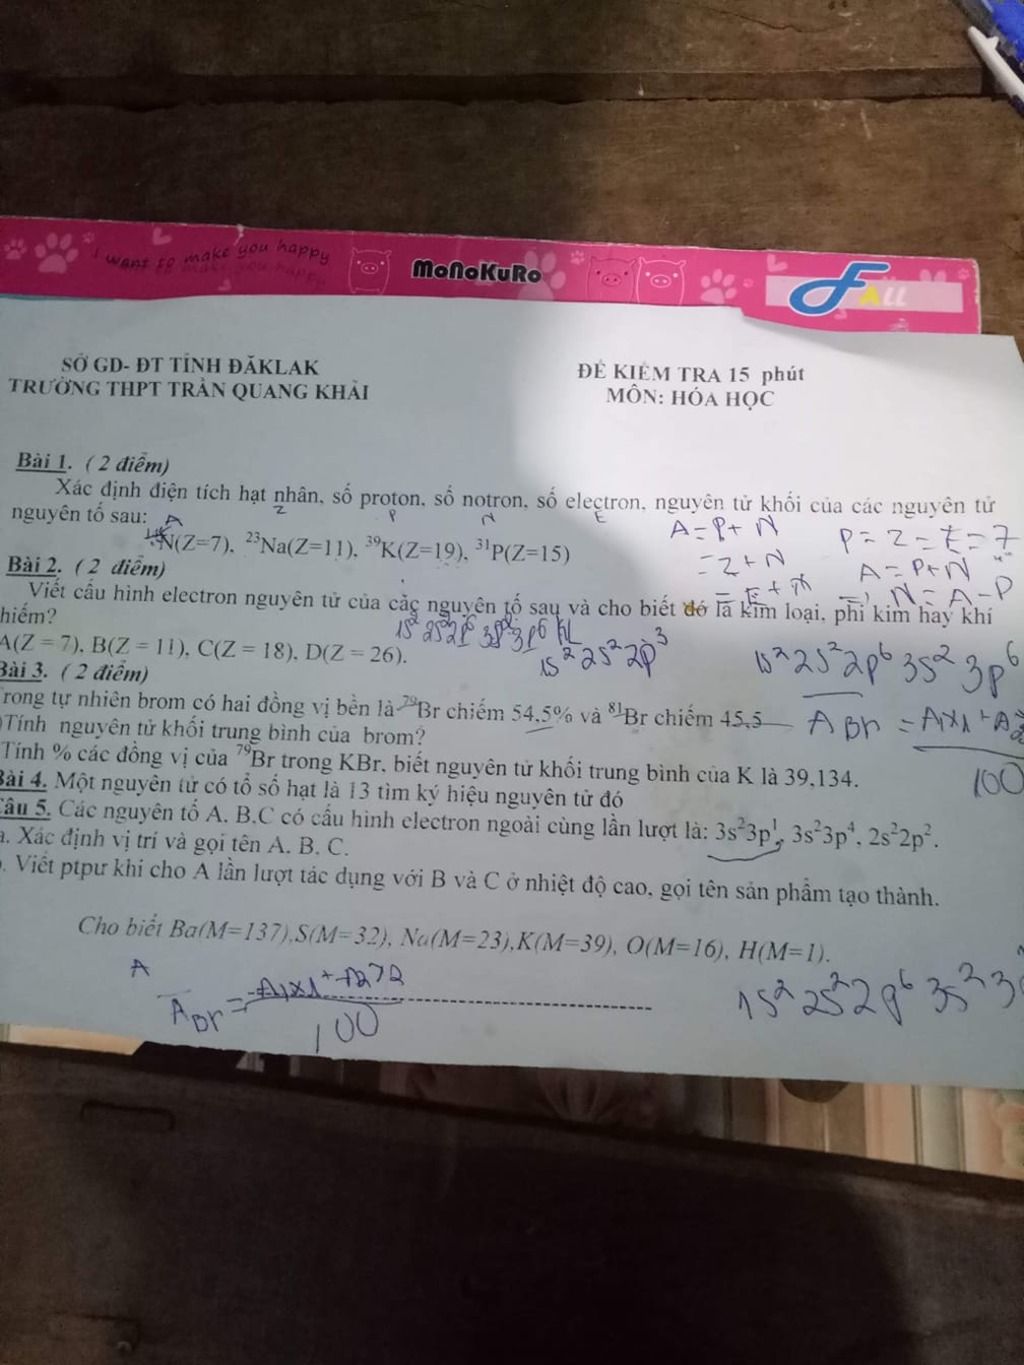 I want to make you happy
MoNoKuRo
FALL
SỞ GD- ĐT TỈNH ĐĂKLAK
TRƯỜNG THPT TRẦN QUANG KHẢI
ĐỀ KIỂM TRA 15 phút
MÔN: HÓA HỌC
Bài 1. ( 2 điểm)
Xác định điện tích hạt nhân, số proton, số notron, số electron, nguyên tử khối của các nguyên tử
nguyên tố sau:
A Z P N E
N(Z=7), ²³Na(Z=11), ³⁹K(Z=19), ³¹P(Z=15)
A = P + N
= Z + N
= E + N
P = Z = E = 7
A = P + N
N = A - P
Bài 2. ( 2 điểm)
Viết cấu hình electron nguyên tử của các nguyên tố sau và cho biết đó là kim loại, phi kim hay khí
hiếm?
A(Z = 7), B(Z = 11), C(Z = 18), D(Z = 26).
1s² 2s² 2p³
1s² 2s² 2p⁶ 3s² 3p⁶
Bài 3. ( 2 điểm)
rong tự nhiên brom có hai đồng vị bền là ⁷⁹Br chiếm 54,5% và ⁸¹Br chiếm 45,5
Tính nguyên tử khối trung bình của brom?
Tính % các đồng vị của ⁷⁹Br trong KBr, biết nguyên tử khối trung bình của K là 39,134.
100
Bài 4. Một nguyên tử có tổ số hạt là 13 tìm ký hiệu nguyên tử đó
Câu 5. Các nguyên tố A. B.C có cấu hình electron ngoài cùng lần lượt là: 3s²3p¹, 3s²3p⁴, 2s²2p².
a. Xác định vị trí và gọi tên A. B. C.
. Viết ptpư khi cho A lần lượt tác dụng với B và C ở nhiệt độ cao, gọi tên sản phẩm tạo thành.
Cho biết Ba(M=137),S(M=32), Na(M=23),K(M=39), O(M=16), H(M=1).
A
A Br =
100
1s² 2s² 2p⁶ 3s² 3